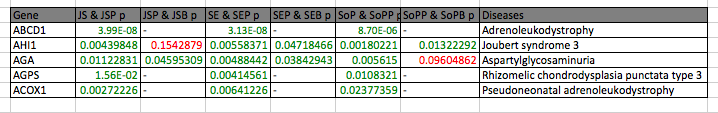 Gene JS & JSP p JSP & JSB p SE & SEP p SEP & SEB p SoP & SoPP p SoPP & SoPB p Diseases
ABCD1 3.99E-08 - 3.13E-08 - 8.70E-06 - Adrenoleukodystrophy
AHI1 0.00439848 0.1542879 0.00558371 0.04718466 0.00180221 0.01322292 Joubert syndrome 3
AGA 0.01122831 0.04595309 0.00488442 0.03842943 0.005615 0.09604862 Aspartylglycosaminuria
AGPS 1.56E-02 - 0.00414561 - 0.0108321 - Rhizomelic chondrodysplasia punctata type 3
ACOX1 0.00272226 - 0.00641226 - 0.02377359 - Pseudoneonatal adrenoleukodystrophy